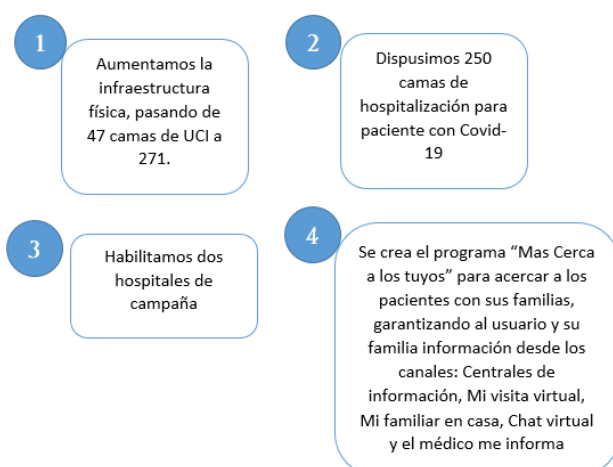 1
Aumentamos la
infraestructura
física, pasando de
47 camas de UCI a
271.
2
Dispusimos 250
camas de
hospitalización para
paciente con Covid-
19
3
Habilitamos dos
hospitales de
campaña
4
Se crea el programa “Mas Cerca
a los tuyos” para acercar a los
pacientes con sus familias,
garantizando al usuario y su
familia información desde los
canales: Centrales de
información, Mi visita virtual,
Mi familiar en casa, Chat virtual
y el médico me informa